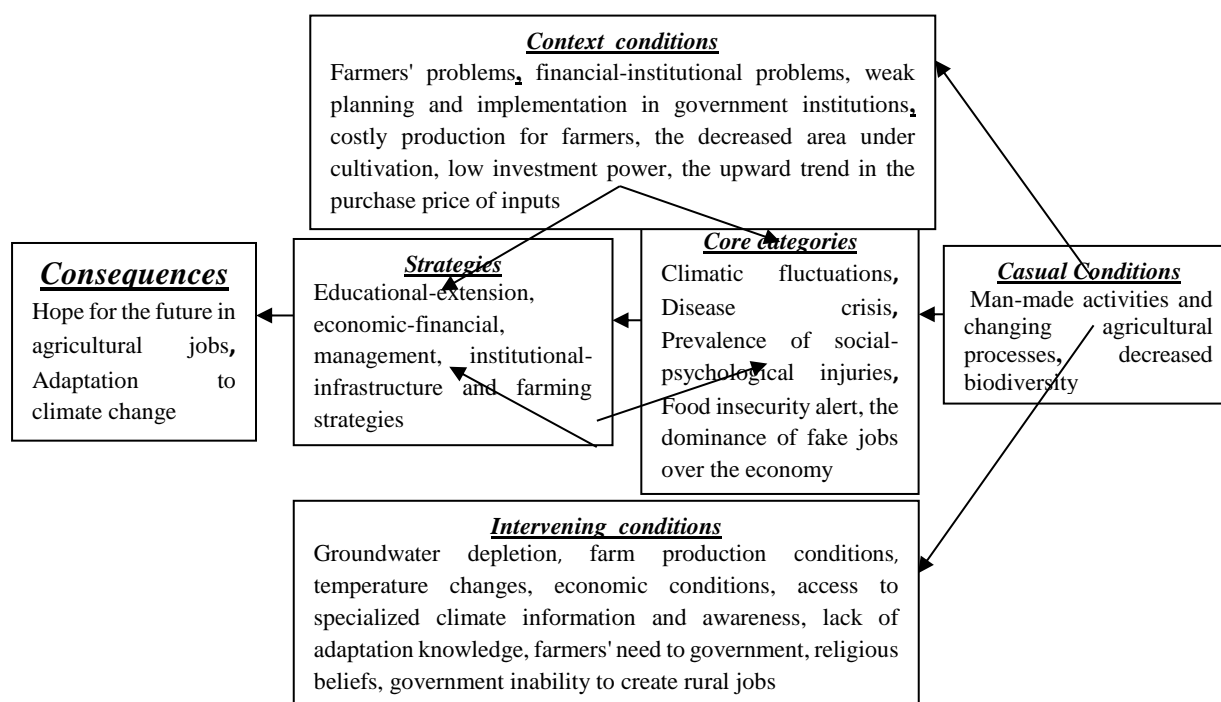 Context conditions
Farmers' problems, financial-institutional problems, weak
planning and implementation in government institutions,
costly production for farmers, the decreased area under
cultivation, low investment power, the upward trend in the
purchase price of inputs
Consequences
Hope for the future in
agricultural jobs,
Adaptation to
climate change
Strategies
Educational-extension,
economic-financial,
management, institutional-
infrastructure and farming
strategies
Core categories
Climatic fluctuations,
Disease crisis,
Prevalence of social-
psychological injuries,
Food insecurity alert, the
dominance of fake jobs
over the economy
Casual Conditions
Man-made activities and
changing agricultural
processes, decreased
biodiversity
Intervening conditions
Groundwater depletion, farm production conditions,
temperature changes, economic conditions, access to
specialized climate information and awareness, lack of
adaptation knowledge, farmers' need to government, religious
beliefs, government inability to create rural jobs